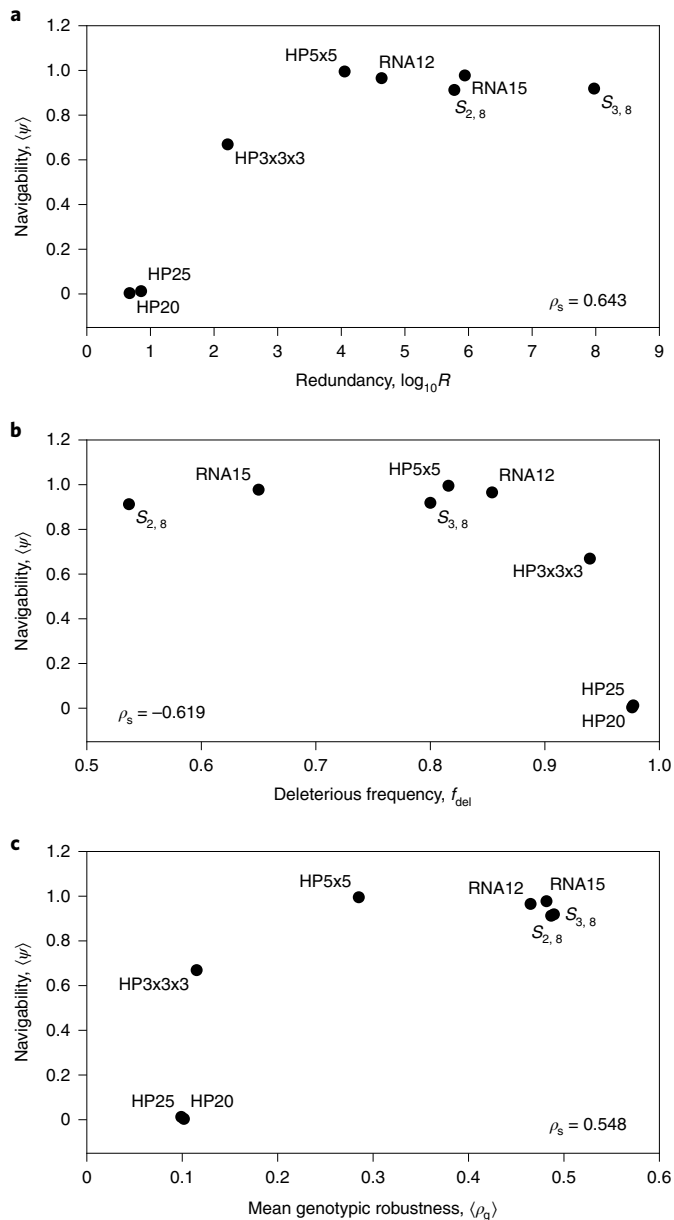 a
1.2
1.0
0.8
0.6
0.4
0.2
0
Navigability, ⟨ψ⟩
HP5x5
RNA12
RNA15
S2, 8
S3, 8
HP3x3x3
HP25
HP20
ρs = 0.643
0 1 2 3 4 5 6 7 8 9
Redundancy, log10R
b
1.2
1.0
0.8
0.6
0.4
0.2
0
Navigability, ⟨ψ⟩
RNA15
HP5x5
RNA12
S2, 8
S3, 8
HP3x3x3
HP25
HP20
ρs = –0.619
0.5 0.6 0.7 0.8 0.9 1.0
Deleterious frequency, fdel
c
1.2
1.0
0.8
0.6
0.4
0.2
0
Navigability, ⟨ψ⟩
HP5x5
RNA12
RNA15
S2, 8
S3, 8
HP3x3x3
HP25
HP20
ρs = 0.548
0 0.1 0.2 0.3 0.4 0.5 0.6
Mean genotypic robustness, ⟨ρg⟩